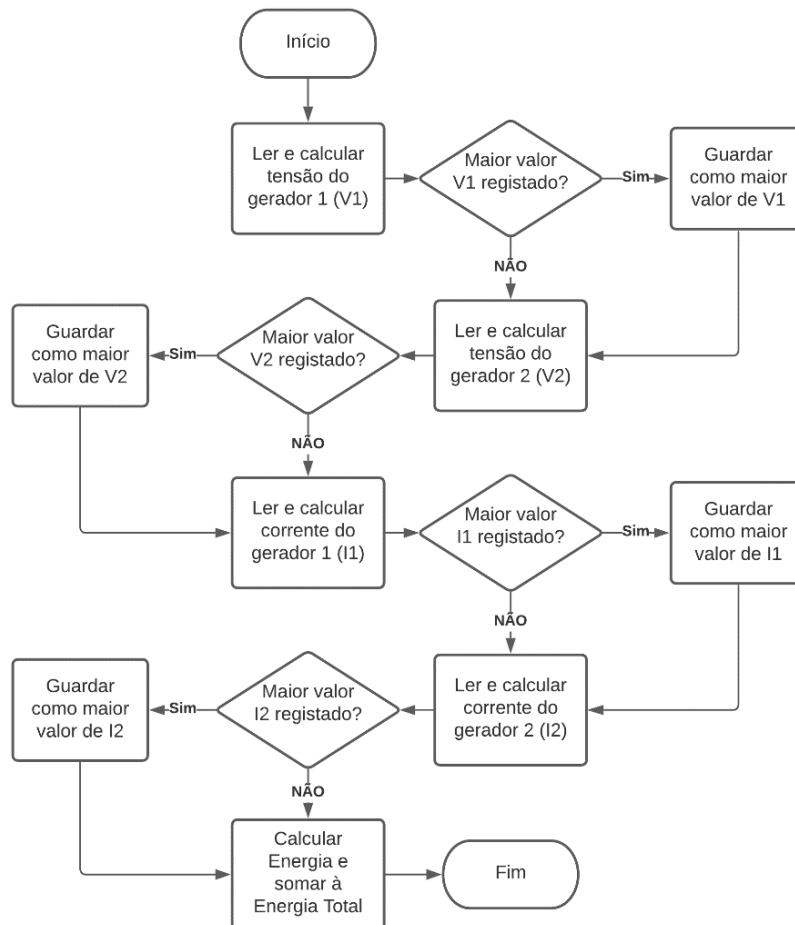 Início
Ler e calcular
tensão do
gerador 1 (V1)
Maior valor
V1 registado?
Sim
Guardar
como maior
valor de V1
NÃO
Ler e calcular
tensão do
gerador 2 (V2)
Maior valor
V2 registado?
Sim
Guardar
como maior
valor de V2
NÃO
Ler e calcular
corrente do
gerador 1 (I1)
Maior valor
I1 registado?
Sim
Guardar
como maior
valor de I1
NÃO
Ler e calcular
corrente do
gerador 2 (I2)
Maior valor
I2 registado?
Sim
Guardar
como maior
valor de I2
NÃO
Calcular
Energia e
somar à
Energia Total
Fim